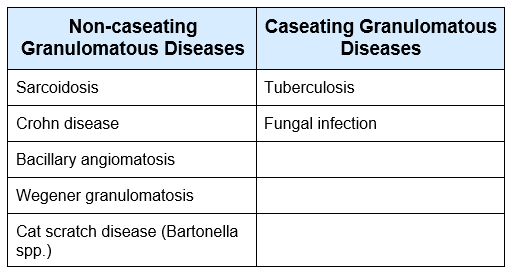 Non-caseating
Granulomatous Diseases
Caseating Granulomatous
Diseases
Sarcoidosis
Tuberculosis
Crohn disease
Fungal infection
Bacillary angiomatosis
Wegener granulomatosis
Cat scratch disease (Bartonella
spp.)